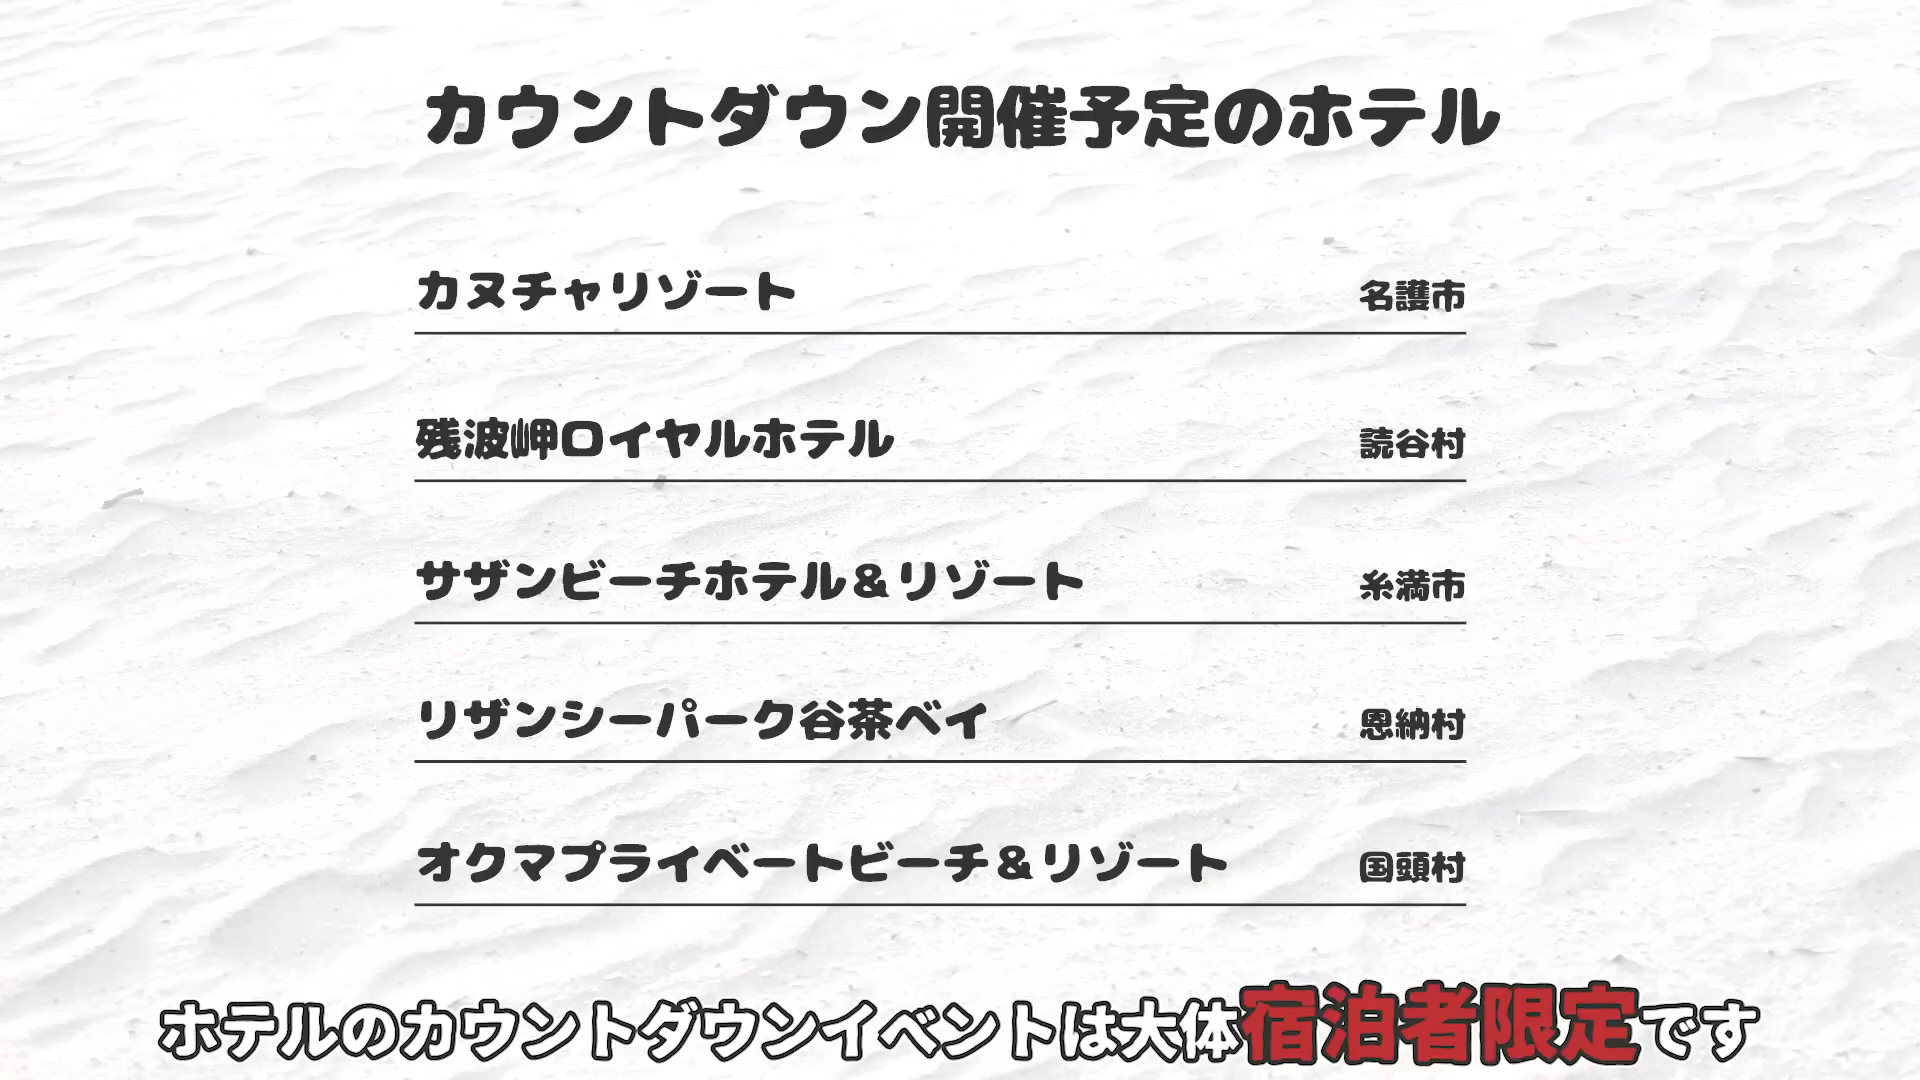 カウントダウン開催予定のホテル
カヌチャリゾート 名護市
残波岬ロイヤルホテル 読谷村
サザンビーチホテル＆リゾート 糸満市
リザンシーパーク谷茶ベイ 恩納村
オクマプライベートビーチ＆リゾート 国頭村
ホテルのカウントダウンイベントは大体宿泊者限定です